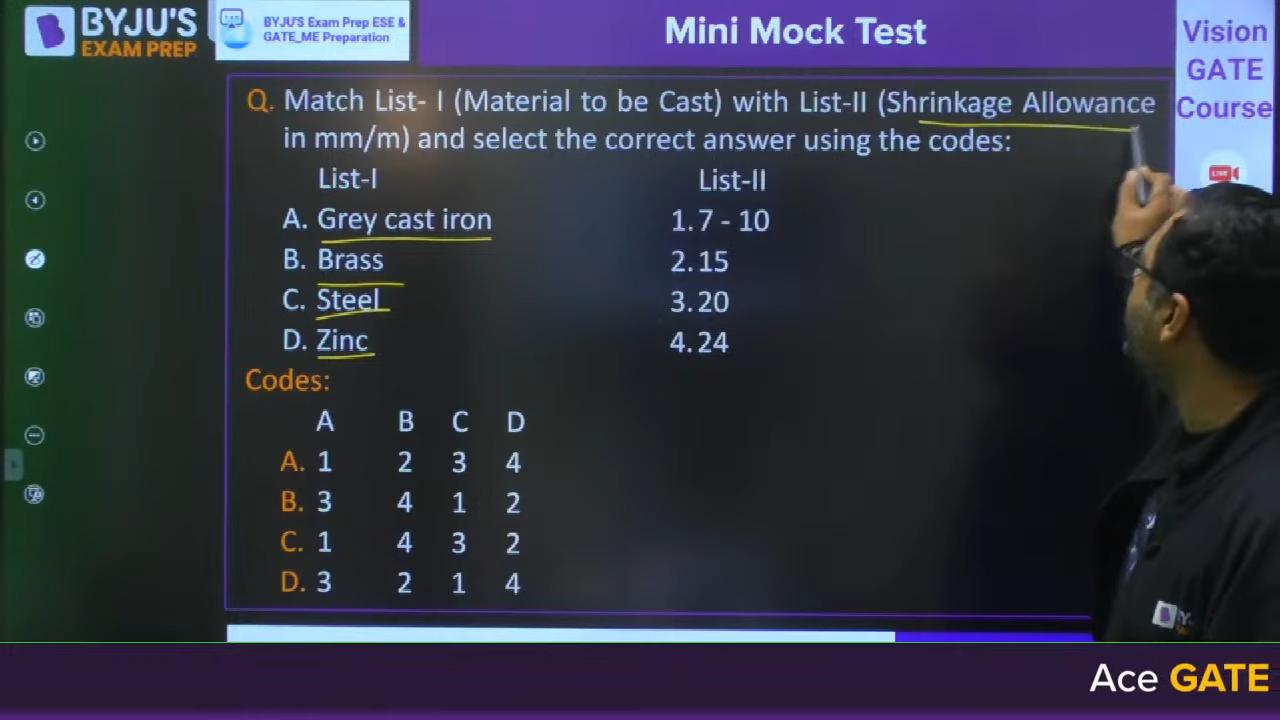 BYJU'S
EXAM PREP
BYJU'S Exam Prep ESE &
GATE_ME Preparation
Mini Mock Test
Vision
GATE
Course
LIVE
Q. Match List- I (Material to be Cast) with List-II (Shrinkage Allowance
in mm/m) and select the correct answer using the codes:
List-I List-II
A. Grey cast iron 1. 7 - 10
B. Brass 2. 15
C. Steel 3. 20
D. Zinc 4. 24
Codes:
A B C D
A. 1 2 3 4
B. 3 4 1 2
C. 1 4 3 2
D. 3 2 1 4
Ace GATE